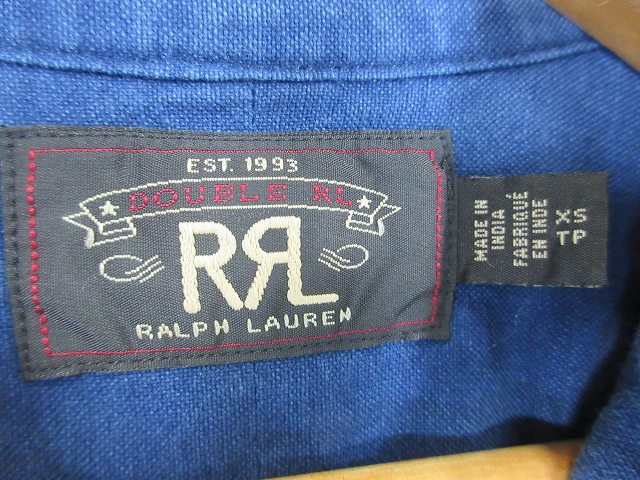 EST. 1993
DOUBLE RL
RRL
RALPH LAUREN
MADE IN
INDIA
FABRIQUÉ
EN INDE
XS
TP